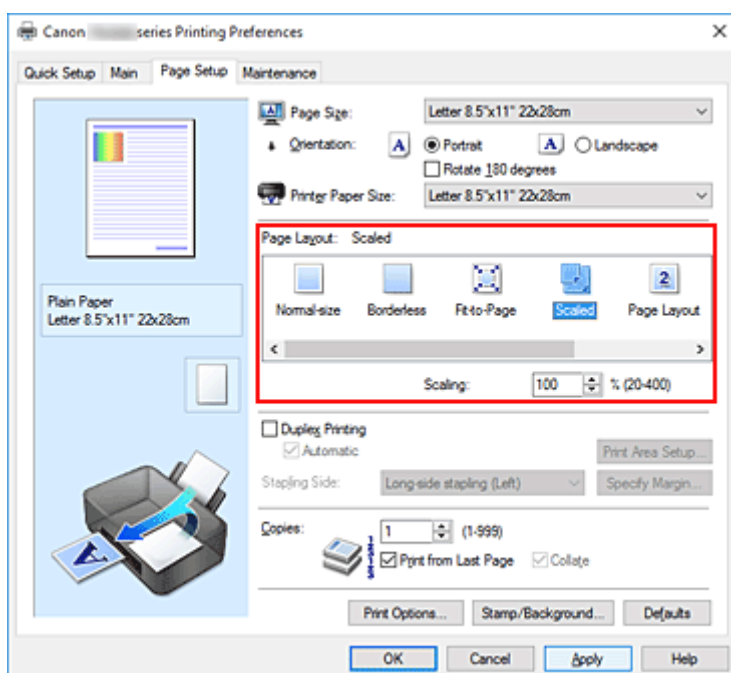 Canon series Printing Preferences
Quick Setup Main Page Setup Maintenance
Page Size: Letter 8.5"x11" 22x28cm
Orientation: A Portrait A Landscape
Rotate 180 degrees
Printer Paper Size: Letter 8.5"x11" 22x28cm
Page Layout: Scaled
Normal-size Borderless Fit-to-Page Scaled Page Layout
Scaling: 100 % (20-400)
Plain Paper
Letter 8.5"x11" 22x28cm
Duplex Printing
Automatic Print Area Setup...
Stapling Side: Long-side stapling (Left) Specify Margin...
Copies: 1 (1-999)
Print from Last Page Collate
Print Options... Stamp/Background... Defaults
OK Cancel Apply Help